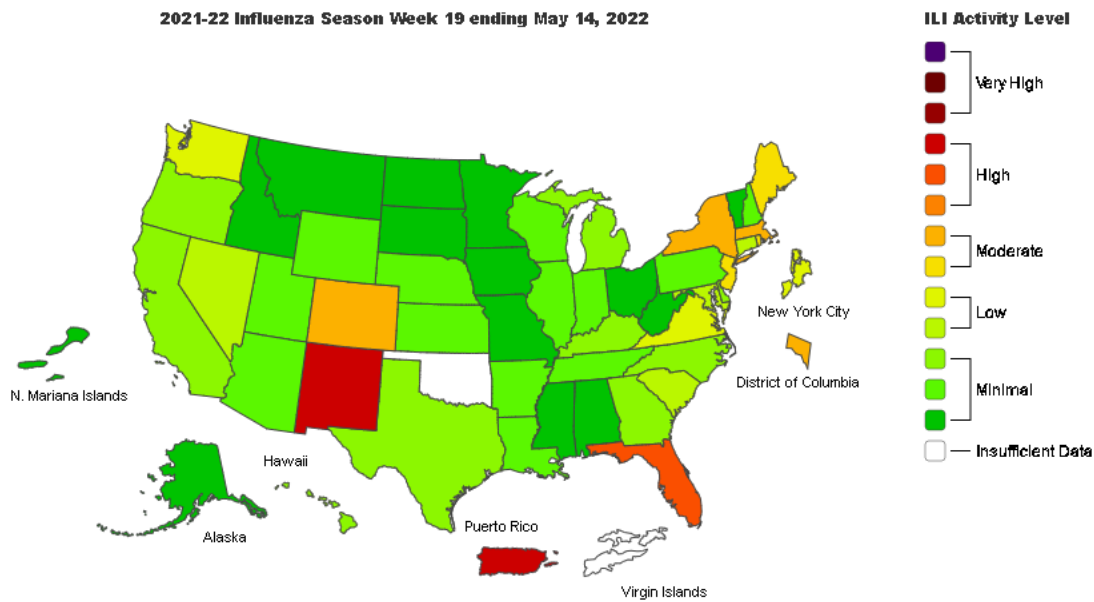 2021-22 Influenza Season Week 19 ending May 14, 2022
ILI Activity Level
Very High
High
Moderate
Low
Minimal
Insufficient Data
New York City
District of Columbia
N. Mariana Islands
Hawaii
Alaska
Puerto Rico
Virgin Islands